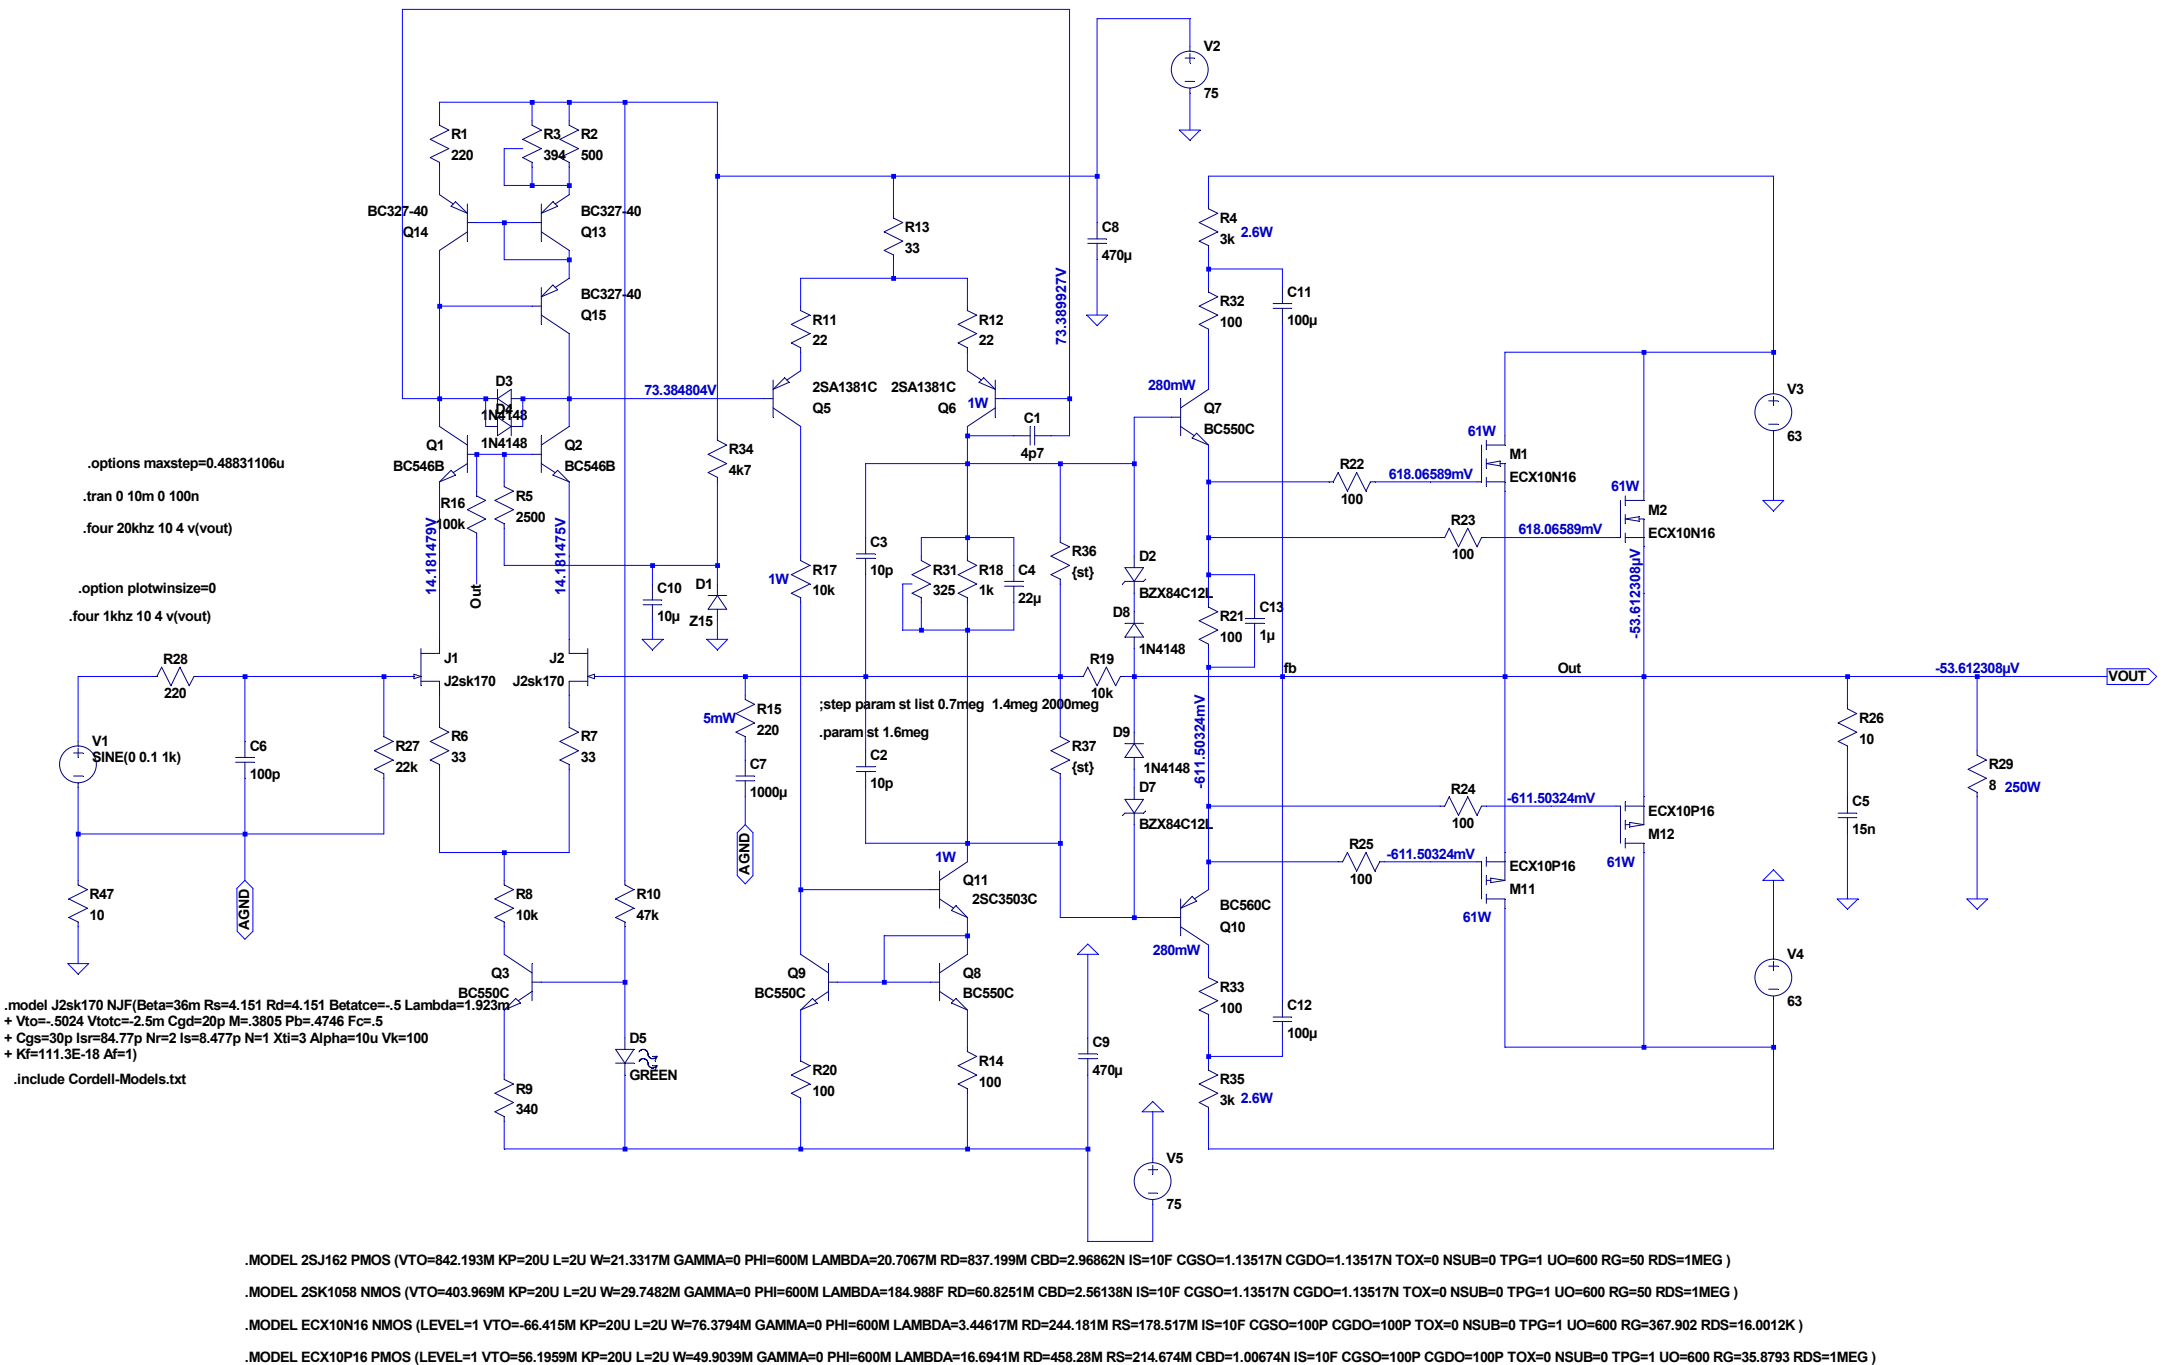 V2
75
R1
220
R3
394
R2
500
BC327-40
Q14
BC327-40
Q13
BC327-40
Q15
R13
33
C8
470µ
R4
3k
2.6W
73.389927V
R11
22
R12
22
R32
100
C11
100µ
D3
1N4148
D4
1N4148
73.384804V
2SA1381C
Q5
2SA1381C
Q6
1W
280mW
Q7
BC550C
V3
63
C1
4p7
Q1
BC546B
Q2
BC546B
R34
4k7
61W
M1
ECX10N16
R22
100
618.06589mV
61W
M2
ECX10N16
R23
100
618.06589mV
.options maxstep=0.48831106u
.tran 0 10m 0 100n
.four 20khz 10 4 v(vout)
.option plotwinsize=0
.four 1khz 10 4 v(vout)
R16
100k
R5
2500
14.181479V
14.181475V
Out
C10
10µ
D1
Z15
C3
10p
1W
R17
10k
R31
325
R18
1k
C4
22µ
R36
{st}
D2
BZX84C12L
D8
1N4148
R21
100
C13
1µ
-53.612308µV
R28
220
J1
J2sk170
J2
J2sk170
R19
10k
fb
Out
-53.612308µV
VOUT
5mW
R15
220
;step param st list 0.7meg  1.4meg 2000meg
.param st 1.6meg
V1
SINE(0 0.1 1k)
C6
100p
R27
22k
R6
33
R7
33
C7
1000µ
C2
10p
R37
{st}
D9
1N4148
D7
BZX84C12L
-611.50324mV
R26
10
C5
15n
R29
8
250W
R24
100
-611.50324mV
ECX10P16
M12
61W
R25
100
-611.50324mV
ECX10P16
M11
61W
AGND
AGND
R47
10
R8
10k
R10
47k
1W
Q11
2SC3503C
BC560C
Q10
280mW
Q3
BC550C
Q9
BC550C
Q8
BC550C
R33
100
C12
100µ
V4
63
.model J2sk170 NJF(Beta=36m Rs=4.151 Rd=4.151 Betatce=-.5 Lambda=1.923m
+ Vto=-.5024 Vtotc=-2.5m Cgd=20p M=.3805 Pb=.4746 Fc=.5
+ Cgs=30p Isr=84.77p Nr=2 Is=8.477p N=1 Xti=3 Alpha=10u Vk=100
+ Kf=111.3E-18 Af=1)
.include Cordell-Models.txt
D5
GREEN
R9
340
R20
100
R14
100
C9
470µ
R35
3k
2.6W
V5
75
.MODEL 2SJ162 PMOS (VTO=842.193M KP=20U L=2U W=21.3317M GAMMA=0 PHI=600M LAMBDA=20.7067M RD=837.199M CBD=2.96862N IS=10F CGSO=1.13517N CGDO=1.13517N TOX=0 NSUB=0 TPG=1 UO=600 RG=50 RDS=1MEG )
.MODEL 2SK1058 NMOS (VTO=403.969M KP=20U L=2U W=29.7482M GAMMA=0 PHI=600M LAMBDA=184.988F RD=60.8251M CBD=2.56138N IS=10F CGSO=1.13517N CGDO=1.13517N TOX=0 NSUB=0 TPG=1 UO=600 RG=50 RDS=1MEG )
.MODEL ECX10N16 NMOS (LEVEL=1 VTO=-66.415M KP=20U L=2U W=76.3794M GAMMA=0 PHI=600M LAMBDA=3.44617M RD=244.181M RS=178.517M IS=10F CGSO=100P CGDO=100P TOX=0 NSUB=0 TPG=1 UO=600 RG=367.902 RDS=16.0012K )
.MODEL ECX10P16 PMOS (LEVEL=1 VTO=56.1959M KP=20U L=2U W=49.9039M GAMMA=0 PHI=600M LAMBDA=16.6941M RD=458.28M RS=214.674M CBD=1.00674N IS=10F CGSO=100P CGDO=100P TOX=0 NSUB=0 TPG=1 UO=600 RG=35.8793 RDS=1MEG )